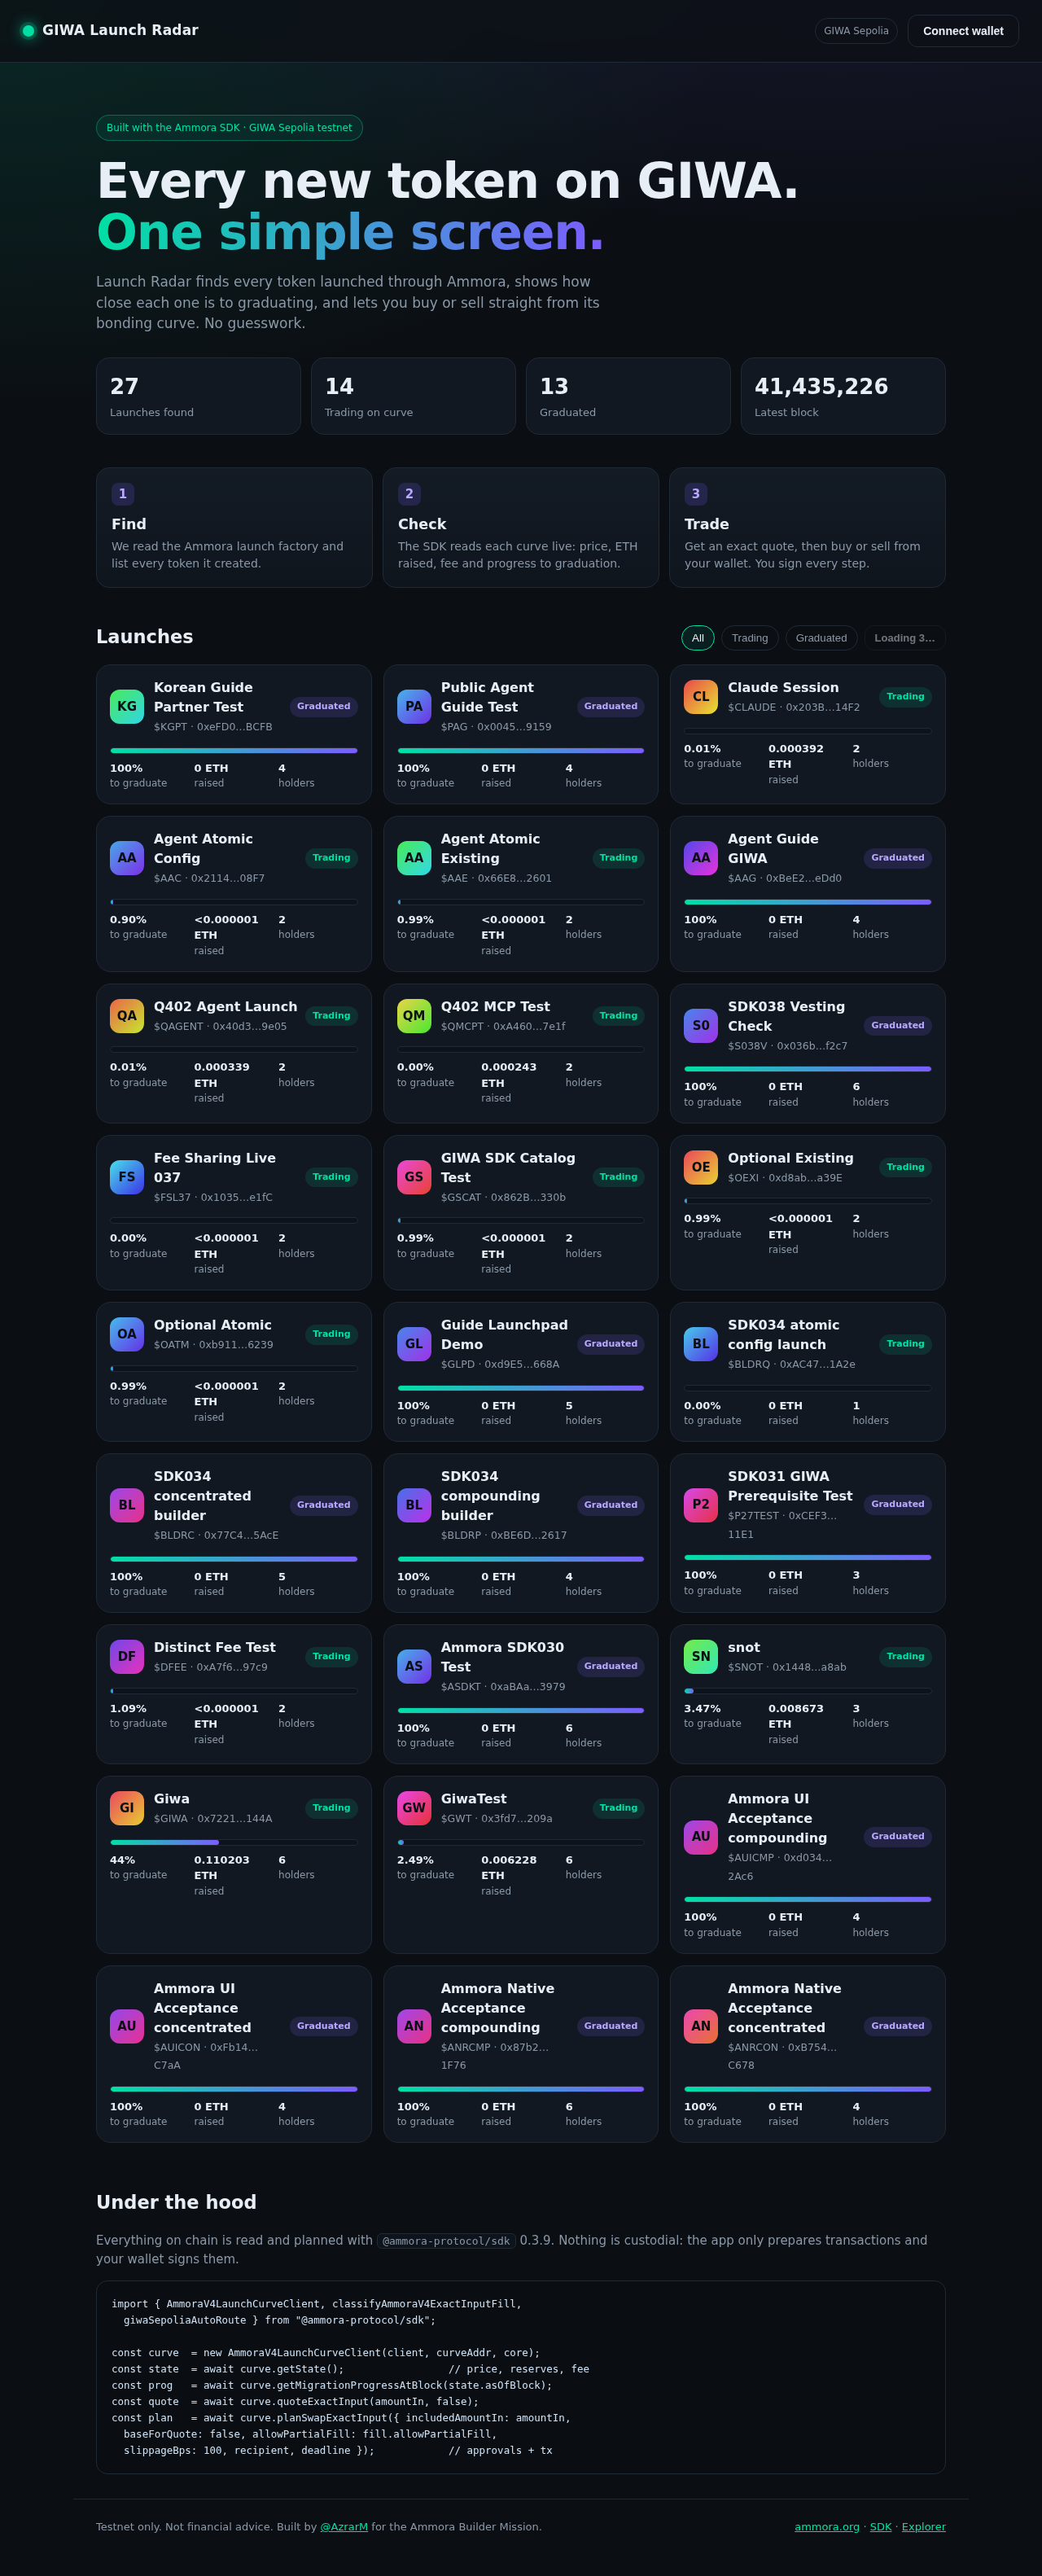 GIWA Launch Radar
GIWA Sepolia
Connect wallet
Built with the Ammora SDK · GIWA Sepolia testnet
Every new token on GIWA.
One simple screen.
Launch Radar finds every token launched through Ammora, shows how
close each one is to graduating, and lets you buy or sell straight from its
bonding curve. No guesswork.
27
Launches found
14
Trading on curve
13
Graduated
41,435,226
Latest block
1
Find
We read the Ammora launch factory and
list every token it created.
2
Check
The SDK reads each curve live: price, ETH
raised, fee and progress to graduation.
3
Trade
Get an exact quote, then buy or sell from
your wallet. You sign every step.
Launches
All
Trading
Graduated
Loading 3…
KG
Korean Guide
Partner Test
$KGPT · 0xeFD0…BCFB
Graduated
100%
to graduate
0 ETH
raised
4
holders
PA
Public Agent
Guide Test
$PAG · 0x0045…9159
Graduated
100%
to graduate
0 ETH
raised
4
holders
CL
Claude Session
$CLAUDE · 0x203B…14F2
Trading
0.01%
to graduate
0.000392
ETH
raised
2
holders
AA
Agent Atomic
Config
$AAC · 0x2114…08F7
Trading
0.90%
to graduate
<0.000001
ETH
raised
2
holders
AA
Agent Atomic
Existing
$AAE · 0x66E8…2601
Trading
0.99%
to graduate
<0.000001
ETH
raised
2
holders
AA
Agent Guide
GIWA
$AAG · 0xBeE2…eDd0
Graduated
100%
to graduate
0 ETH
raised
4
holders
QA
Q402 Agent Launch
$QAGENT · 0x40d3…9e05
Trading
0.01%
to graduate
0.000339
ETH
raised
2
holders
QM
Q402 MCP Test
$QMCPT · 0xA460…7e1f
Trading
0.00%
to graduate
0.000243
ETH
raised
2
holders
S0
SDK038 Vesting
Check
$S038V · 0x036b…f2c7
Graduated
100%
to graduate
0 ETH
raised
6
holders
FS
Fee Sharing Live
037
$FSL37 · 0x1035…e1fC
Trading
0.00%
to graduate
<0.000001
ETH
raised
2
holders
GS
GIWA SDK Catalog
Test
$GSCAT · 0x862B…330b
Trading
0.99%
to graduate
<0.000001
ETH
raised
2
holders
OE
Optional Existing
$OEXI · 0xd8ab…a39E
Trading
0.99%
to graduate
<0.000001
ETH
raised
2
holders
OA
Optional Atomic
$OATM · 0xb911…6239
Trading
0.99%
to graduate
<0.000001
ETH
raised
2
holders
GL
Guide Launchpad
Demo
$GLPD · 0xd9E5…668A
Graduated
100%
to graduate
0 ETH
raised
5
holders
BL
SDK034 atomic
config launch
$BLDRQ · 0xAC47…1A2e
Trading
0.00%
to graduate
0 ETH
raised
1
holders
BL
SDK034
concentrated
builder
$BLDRC · 0x77C4…5AcE
Graduated
100%
to graduate
0 ETH
raised
5
holders
BL
SDK034
compounding
builder
$BLDRP · 0xBE6D…2617
Graduated
100%
to graduate
0 ETH
raised
4
holders
P2
SDK031 GIWA
Prerequisite Test
$P27TEST · 0xCEF3…
11E1
Graduated
100%
to graduate
0 ETH
raised
3
holders
DF
Distinct Fee Test
$DFEE · 0xA7f6…97c9
Trading
1.09%
to graduate
<0.000001
ETH
raised
2
holders
AS
Ammora SDK030
Test
$ASDKT · 0xaBAa…3979
Graduated
100%
to graduate
0 ETH
raised
6
holders
SN
snot
$SNOT · 0x1448…a8ab
Trading
3.47%
to graduate
0.008673
ETH
raised
3
holders
GI
Giwa
$GIWA · 0x7221…144A
Trading
44%
to graduate
0.110203
ETH
raised
6
holders
GW
GiwaTest
$GWT · 0x3fd7…209a
Trading
2.49%
to graduate
0.006228
ETH
raised
6
holders
AU
Ammora UI
Acceptance
compounding
$AUICMP · 0xd034…
2Ac6
Graduated
100%
to graduate
0 ETH
raised
4
holders
AU
Ammora UI
Acceptance
concentrated
$AUICON · 0xFb14…
C7aA
Graduated
100%
to graduate
0 ETH
raised
4
holders
AN
Ammora Native
Acceptance
compounding
$ANRCMP · 0x87b2…
1F76
Graduated
100%
to graduate
0 ETH
raised
6
holders
AN
Ammora Native
Acceptance
concentrated
$ANRCON · 0xB754…
C678
Graduated
100%
to graduate
0 ETH
raised
4
holders
Under the hood
Everything on chain is read and planned with @ammora-protocol/sdk 0.3.9. Nothing is custodial: the app only prepares transactions and
your wallet signs them.
import { AmmoraV4LaunchCurveClient, classifyAmmoraV4ExactInputFill,
  giwaSepoliaAutoRoute } from "@ammora-protocol/sdk";
const curve  = new AmmoraV4LaunchCurveClient(client, curveAddr, core);
const state  = await curve.getState();                 // price, reserves, fee
const prog   = await curve.getMigrationProgressAtBlock(state.asOfBlock);
const quote  = await curve.quoteExactInput(amountIn, false);
const plan   = await curve.planSwapExactInput({ includedAmountIn: amountIn,
  baseForQuote: false, allowPartialFill: fill.allowPartialFill,
  slippageBps: 100, recipient, deadline });            // approvals + tx
Testnet only. Not financial advice. Built by @AzrarM for the Ammora Builder Mission.
ammora.org · SDK · Explorer